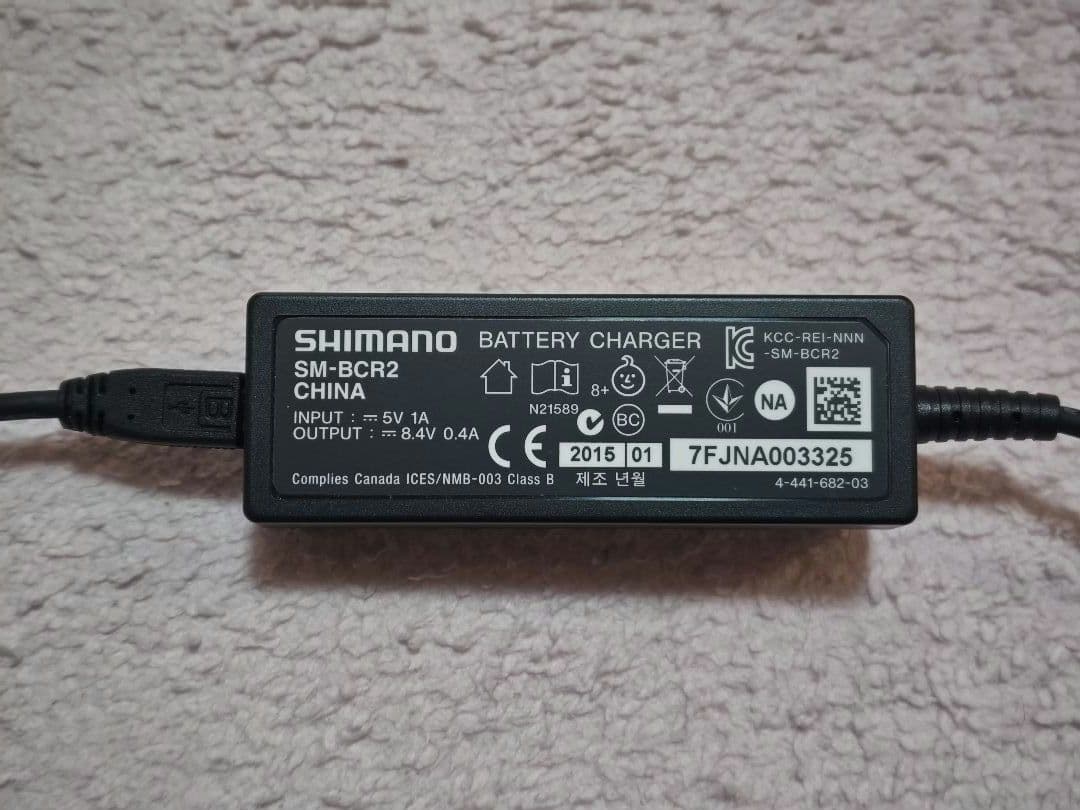 SHIMANO BATTERY CHARGER
KCC-REI-NNN
-SM-BCR2
SM-BCR2
CHINA
INPUT : ⎓ 5V 1A
OUTPUT : ⎓ 8.4V 0.4A
N21589
8+
BC
001
NA
CE
2015 01
7FJNA003325
Complies Canada ICES/NMB-003 Class B
제조 년월
4-441-682-03
B